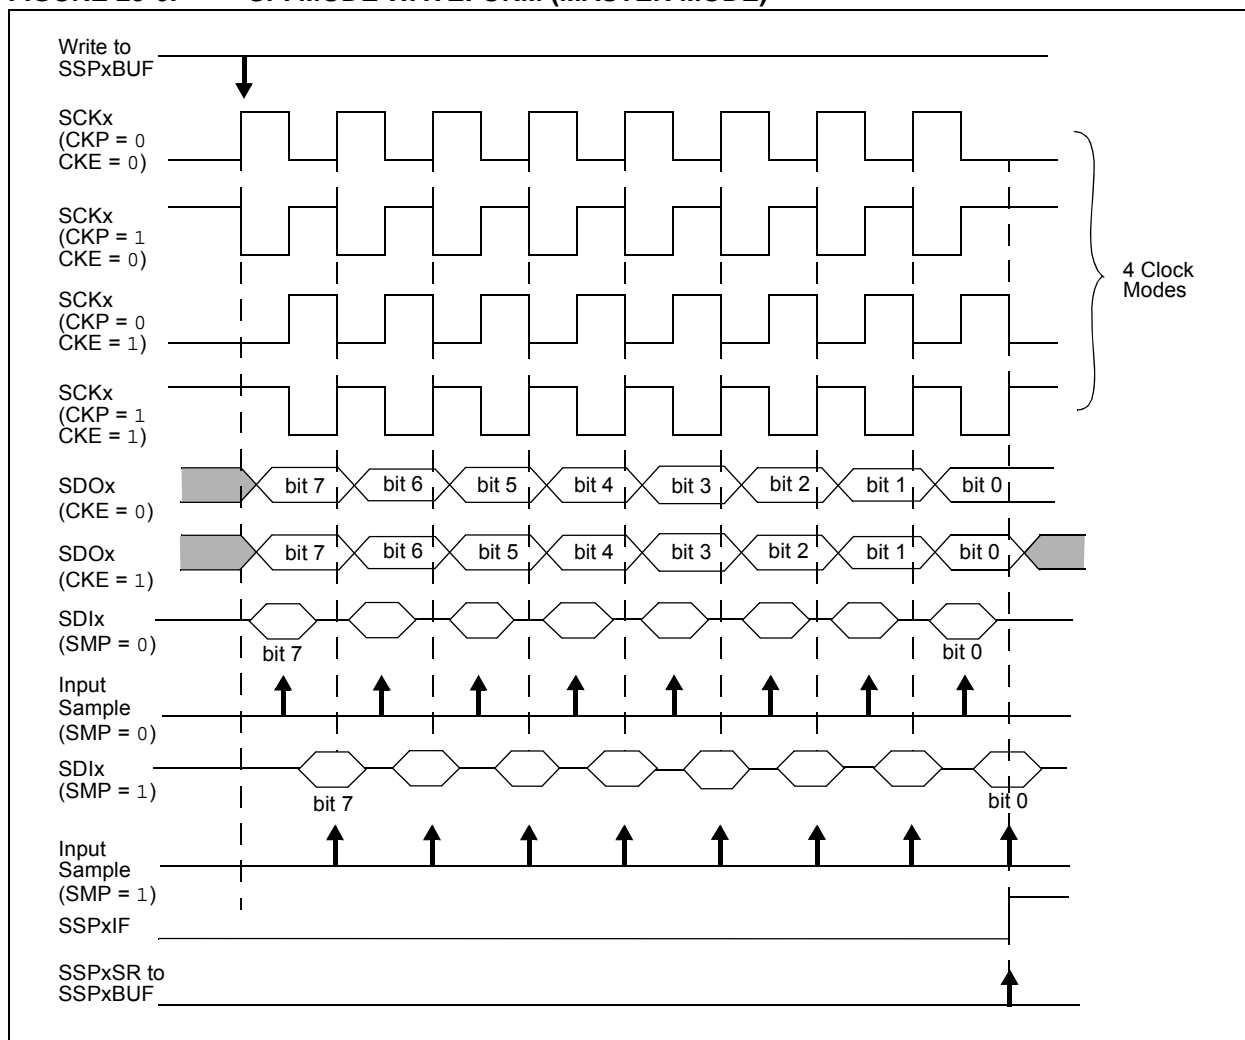 Write to
SSPxBUF
SCKx
(CKP = 0
CKE = 0)
SCKx
(CKP = 1
CKE = 0)
SCKx
(CKP = 0
CKE = 1)
SCKx
(CKP = 1
CKE = 1)
4 Clock
Modes
SDOx
(CKE = 0)
bit 7 bit 6 bit 5 bit 4 bit 3 bit 2 bit 1 bit 0
SDOx
(CKE = 1)
bit 7 bit 6 bit 5 bit 4 bit 3 bit 2 bit 1 bit 0
SDIx
(SMP = 0)
bit 7 bit 0
Input
Sample
(SMP = 0)
SDIx
(SMP = 1)
bit 7 bit 0
Input
Sample
(SMP = 1)
SSPxIF
SSPxSR to
SSPxBUF